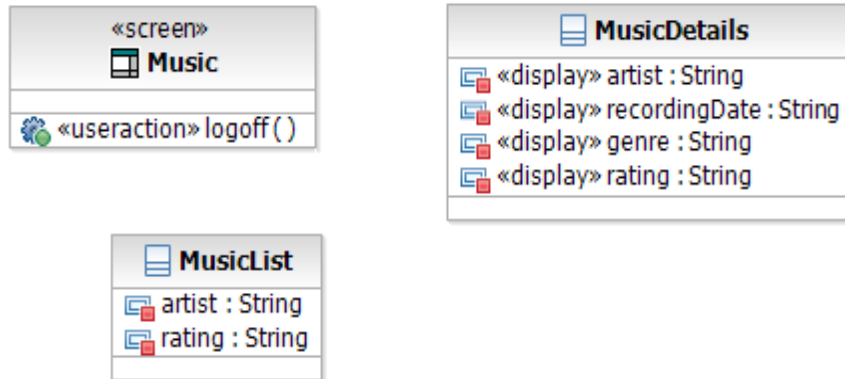 «screen»
Music
«useraction» logoff ( )
MusicDetails
«display» artist : String
«display» recordingDate : String
«display» genre : String
«display» rating : String
MusicList
artist : String
rating : String